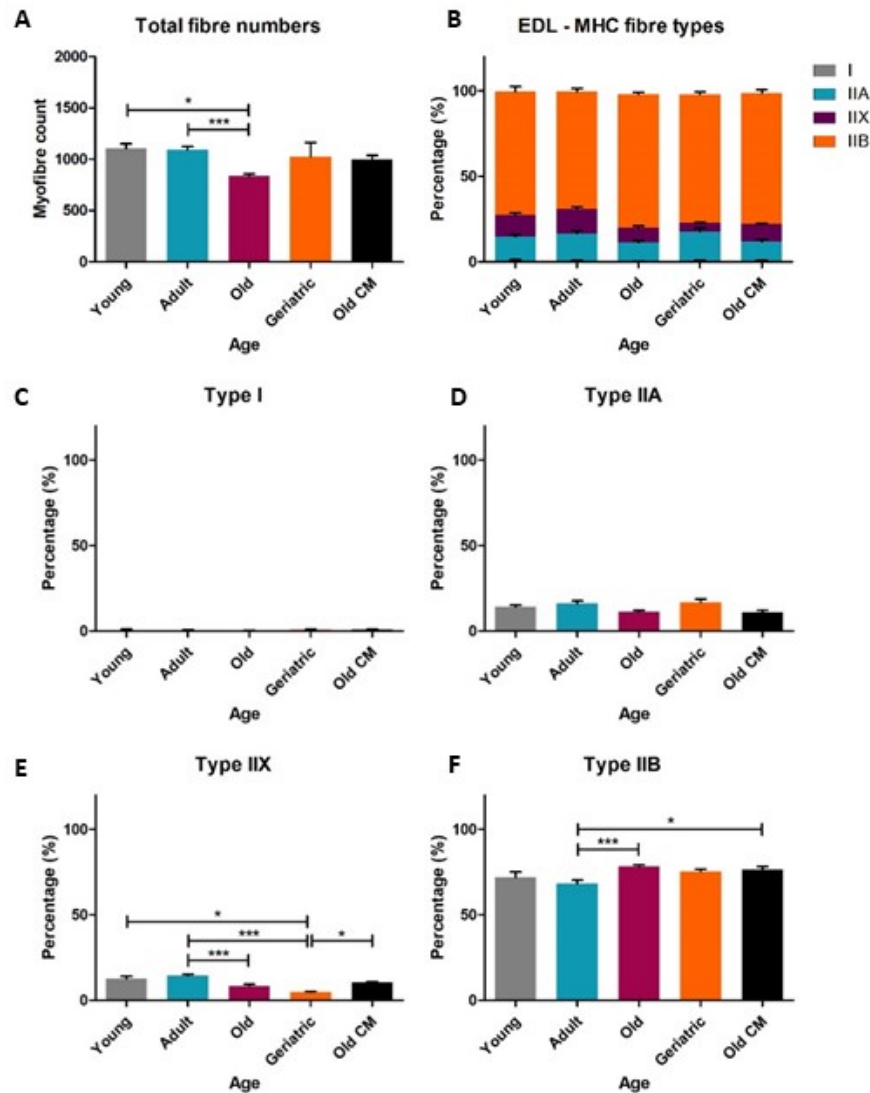 A
Total fibre numbers
2000
1500
1000
500
0
Myofibre count
*
***
Young
Adult
Old
Geriatric
Old CM
Age
B
EDL - MHC fibre types
100
50
0
Percentage (%)
Young
Adult
Old
Geriatric
Old CM
Age
I
IIA
IIX
IIB
C
Type I
100
50
0
Percentage (%)
Young
Adult
Old
Geriatric
Old CM
Age
D
Type IIA
100
50
0
Percentage (%)
Young
Adult
Old
Geriatric
Old CM
Age
E
Type IIX
100
50
0
Percentage (%)
*
***
*
***
Young
Adult
Old
Geriatric
Old CM
Age
F
Type IIB
100
50
0
Percentage (%)
*
***
Young
Adult
Old
Geriatric
Old CM
Age